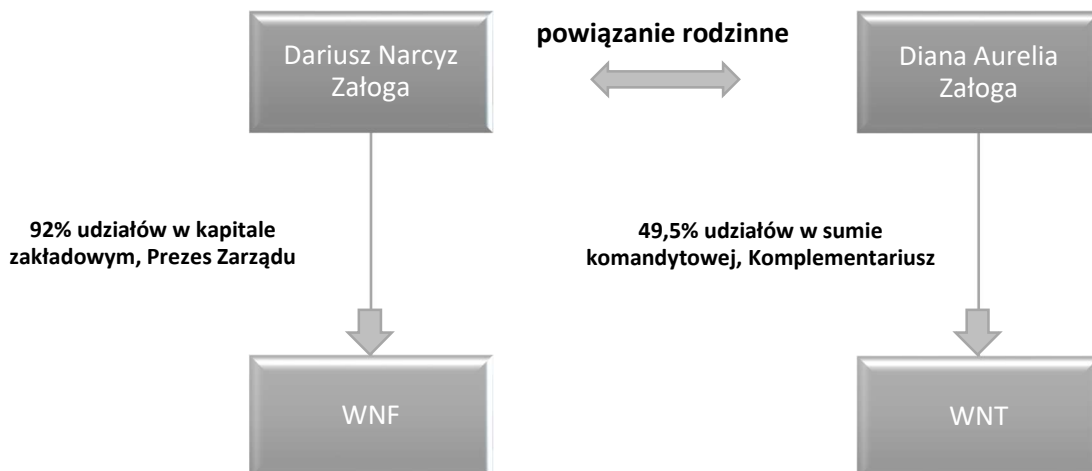 powiązanie rodzinne
Dariusz Narcyz
Załoga
Diana Aurelia
Załoga
92% udziałów w kapitale
zakładowym, Prezes Zarządu
49,5% udziałów w sumie
komandytowej, Komplementariusz
WNF
WNT